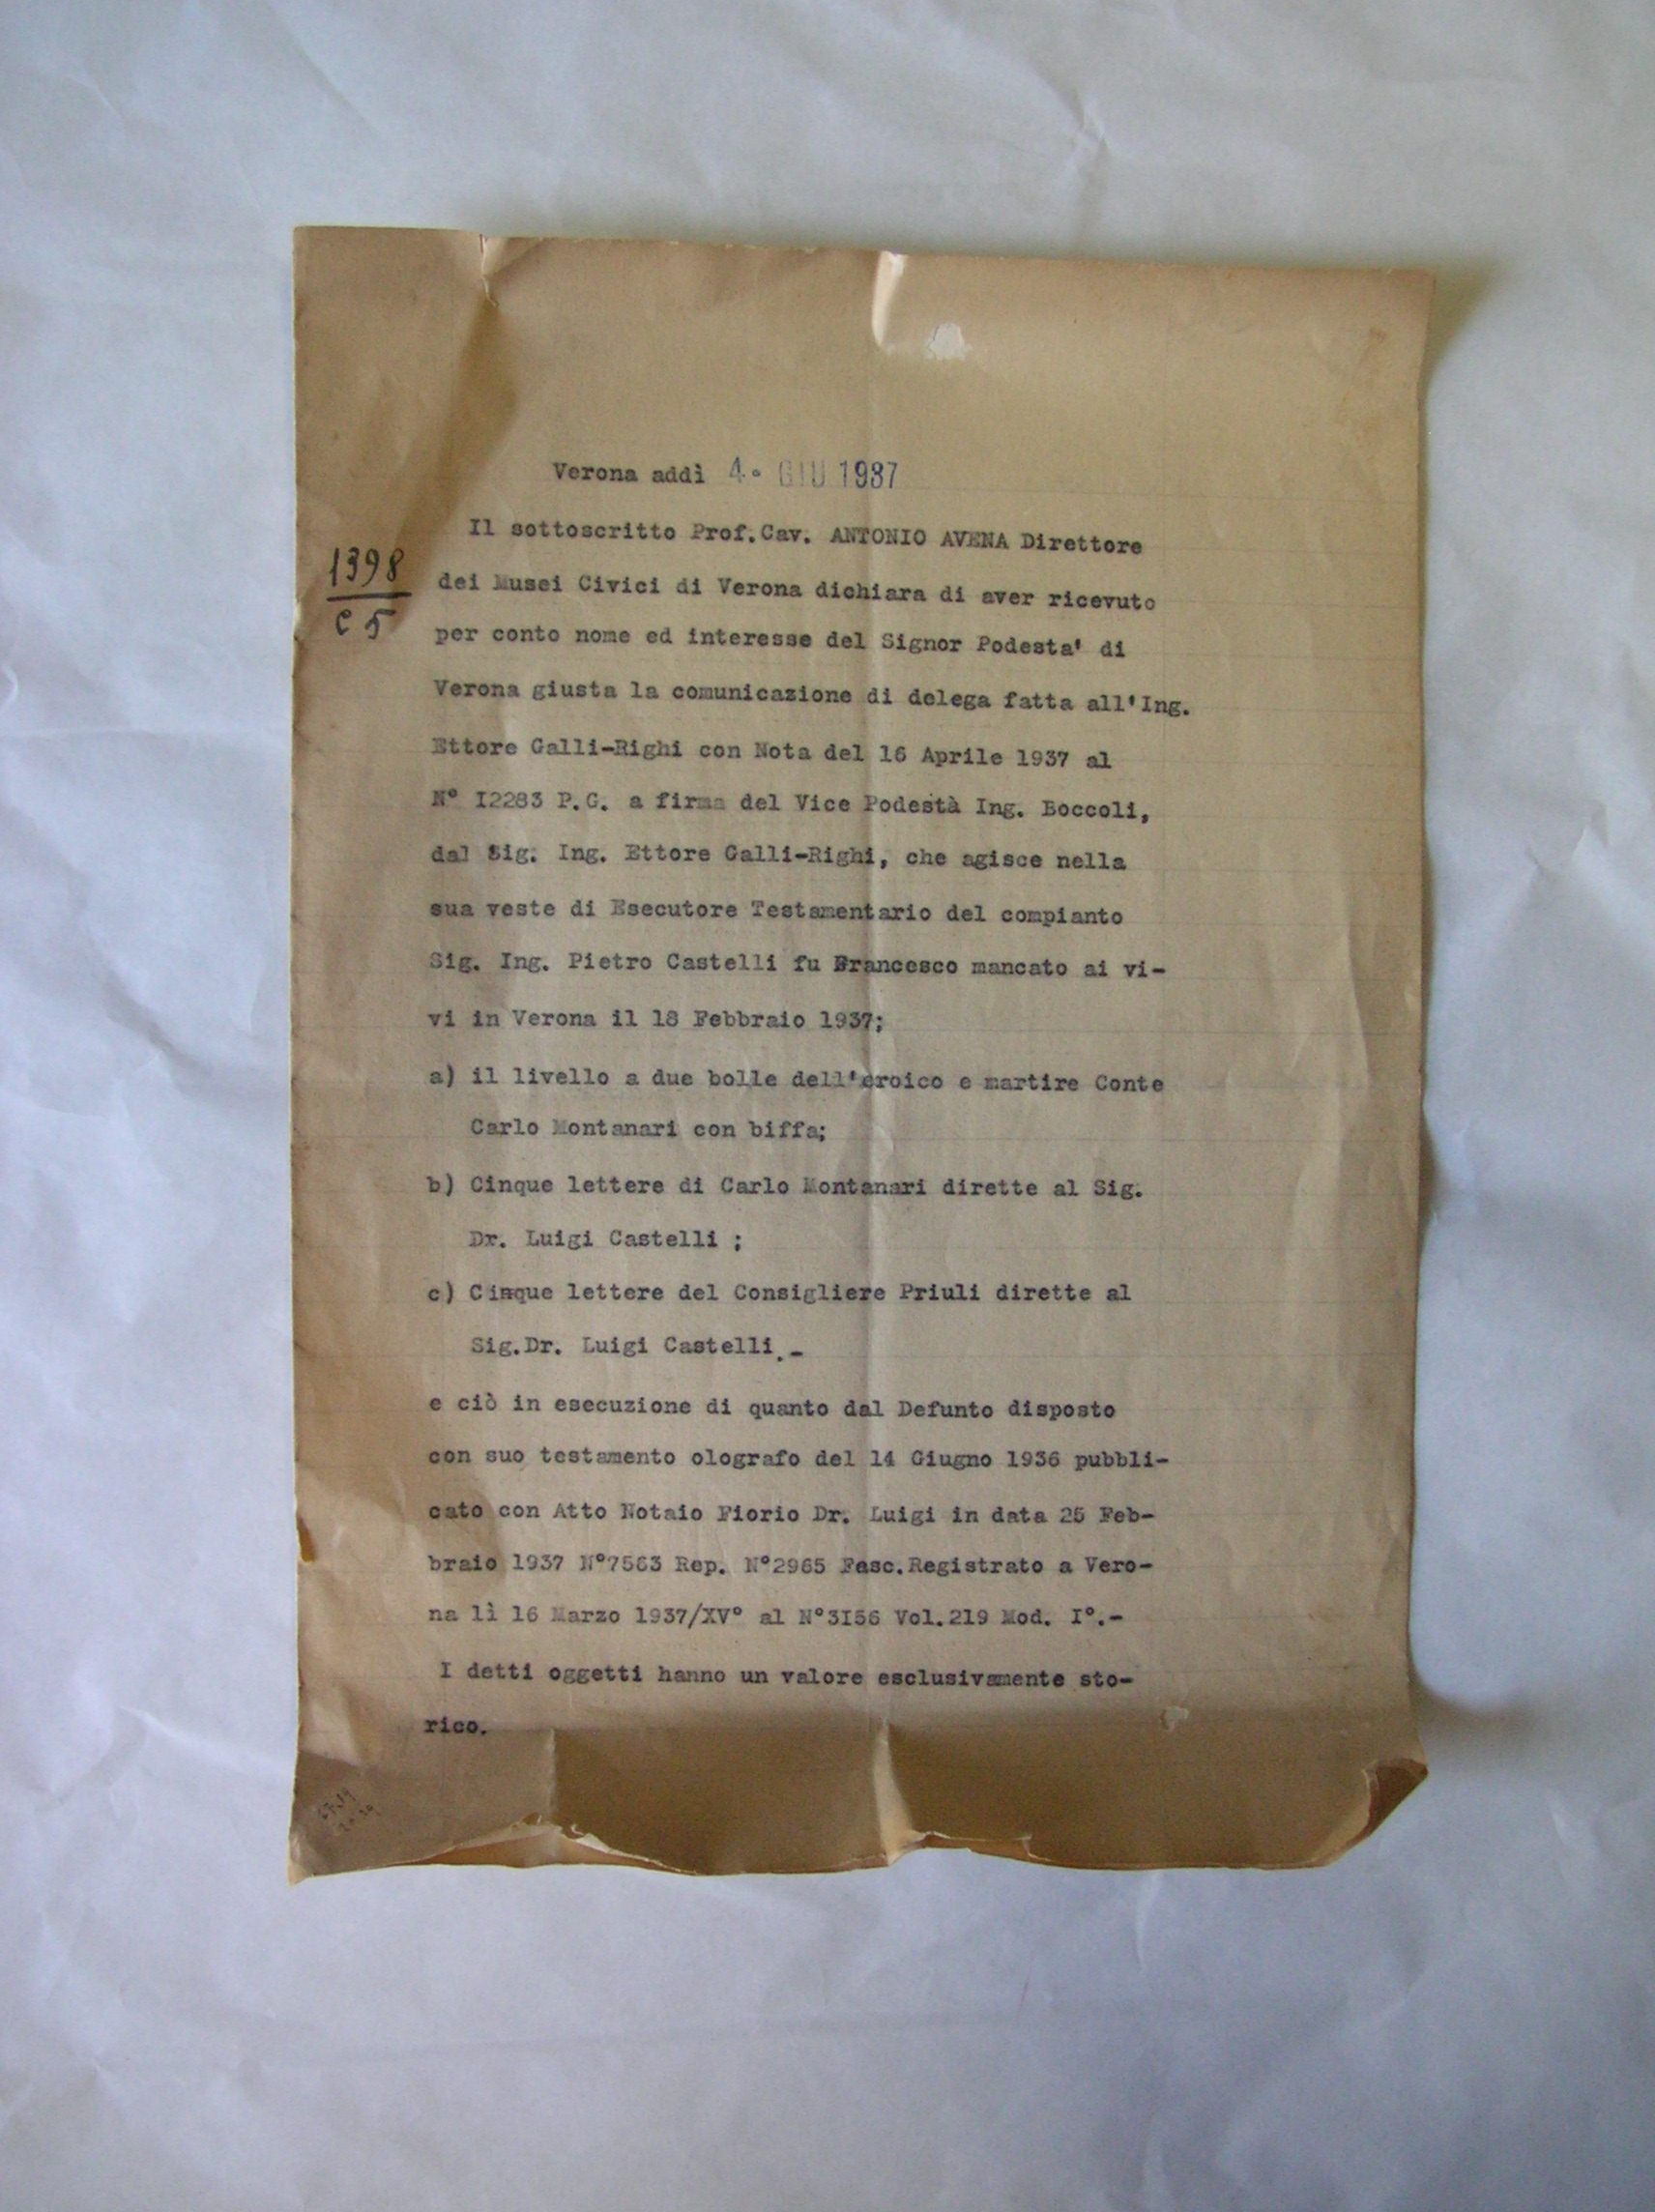 Verona addì 4· GIU 1937
Il sottoscritto Prof.Cav. ANTONIO AVENA Direttore
1398
dei Musei Civici di Verona dichiara di aver ricevuto
C 5
per conto nome ed interesse del Signor Podesta' di
Verona giusta la comunicazione di delega fatta all'Ing.
Ettore Galli-Righi con Nota del 16 Aprile 1937 al
N° I2283 P.G. a firma del Vice Podestà Ing. Boccoli,
dal Sig. Ing. Ettore Galli-Righi, che agisce nella
sua veste di Esecutore Testamentario del compianto
Sig. Ing. Pietro Castelli fu Francesco mancato ai vi-
vi in Verona il 18 Febbraio 1937;
a) il livello a due bolle dell'eroico e martire Conte
Carlo Montanari con biffa;
b) Cinque lettere di Carlo Montanari dirette al Sig.
Dr. Luigi Castelli ;
c) Cinque lettere del Consigliere Priuli dirette al
Sig.Dr. Luigi Castelli.-
e ciò in esecuzione di quanto dal Defunto disposto
con suo testamento olografo del 14 Giugno 1936 pubbli-
cato con Atto Notaio Fiorio Dr. Luigi in data 25 Feb-
braio 1937 N°7563 Rep. N°2965 Fasc.Registrato a Vero-
na lì 16 Marzo 1937/XV° al N°3I56 Vol.219 Mod. I°.-
I detti oggetti hanno un valore esclusivamente sto-
rico.